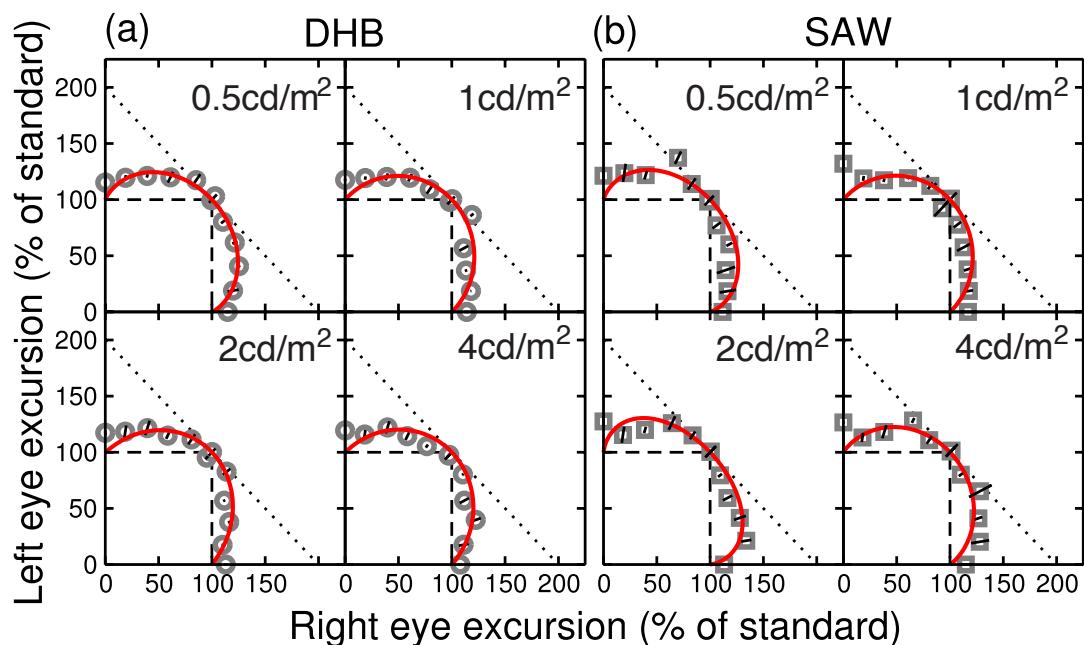 (a) DHB (b) SAW
Left eye excursion (% of standard)
200 0.5cd/m² 1cd/m² 0.5cd/m² 1cd/m²
150
100
50
0
200 2cd/m² 4cd/m² 2cd/m² 4cd/m²
150
100
50
0
0 50 100 150 0 50 100 150 200 0 50 100 150 0 50 100 150 200
Right eye excursion (% of standard)